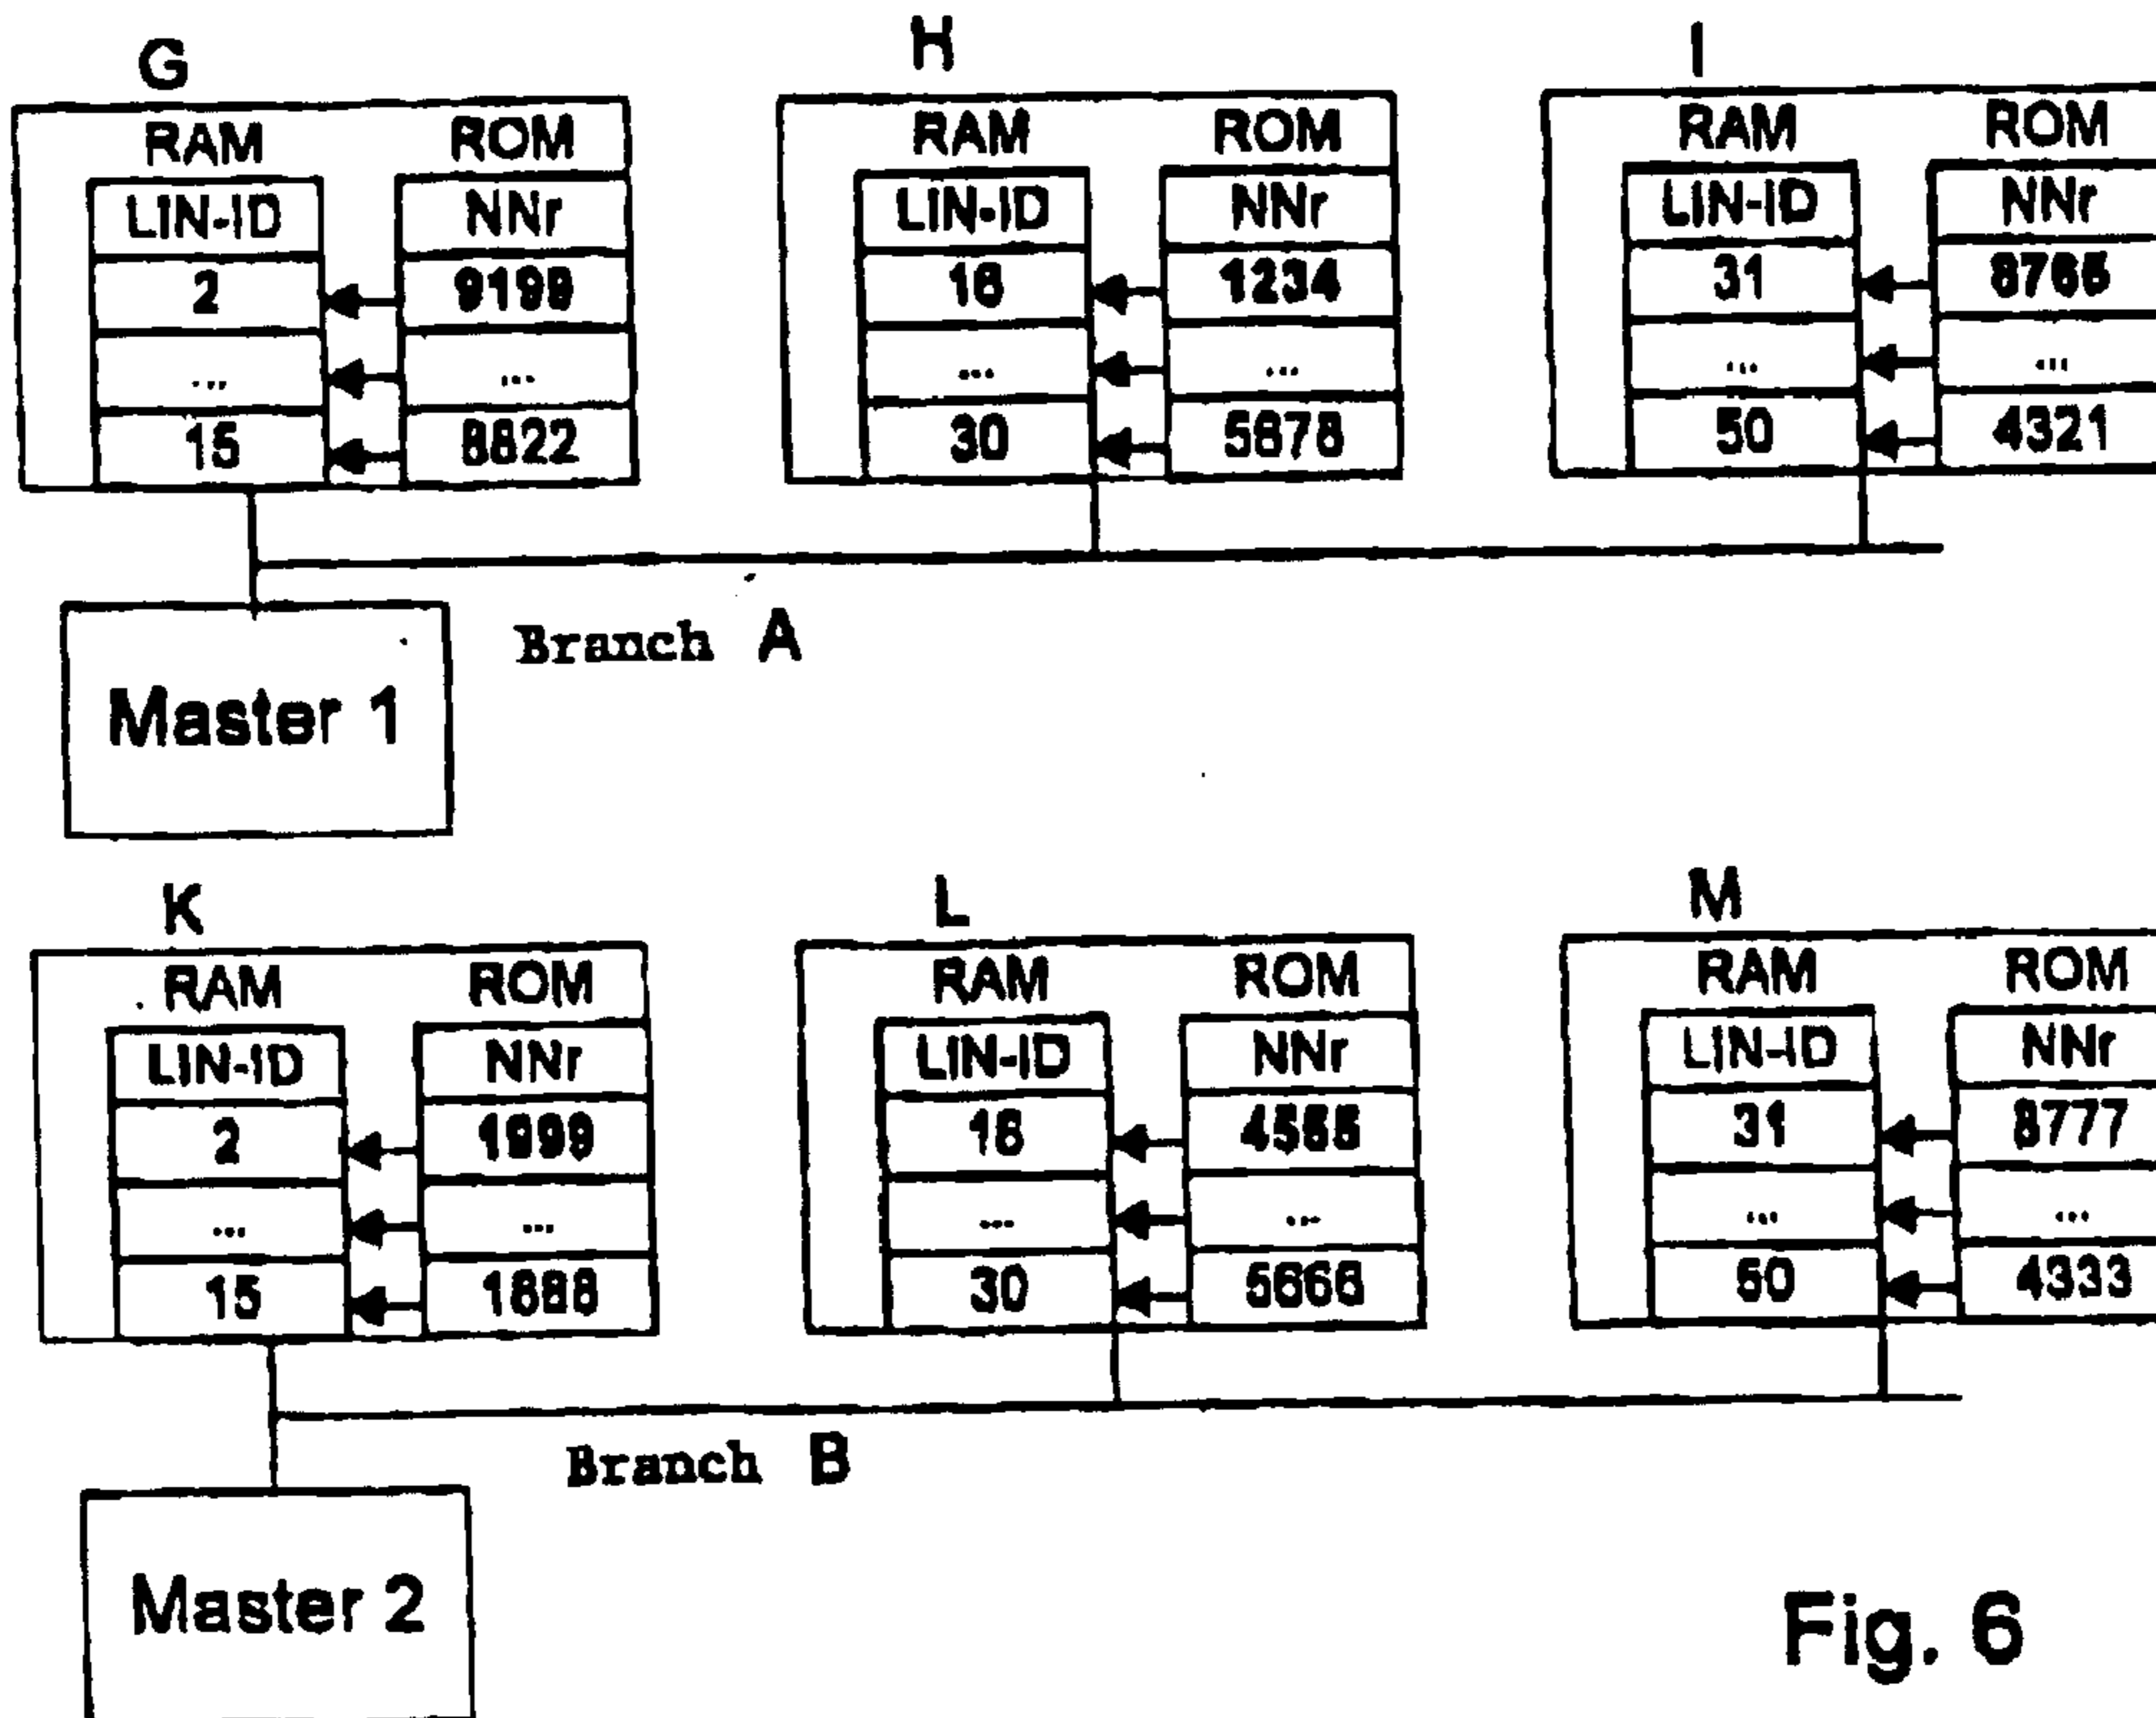 G
RAM ROM
LIN-ID NNr
2
... ...
15 8822
H
RAM ROM
LIN-ID NNr
16 1234
... ...
30 5678
I
RAM ROM
LIN-ID NNr
31 8765
... ...
50 4321
Branch A
Master 1
K
RAM ROM
LIN-ID NNr
2 1999
... ...
15 1888
L
RAM ROM
LIN-ID NNr
16 4555
... ...
30 5666
M
RAM ROM
LIN-ID NNr
31 8777
... ...
50 4333
Branch B
Master 2
Fig. 6